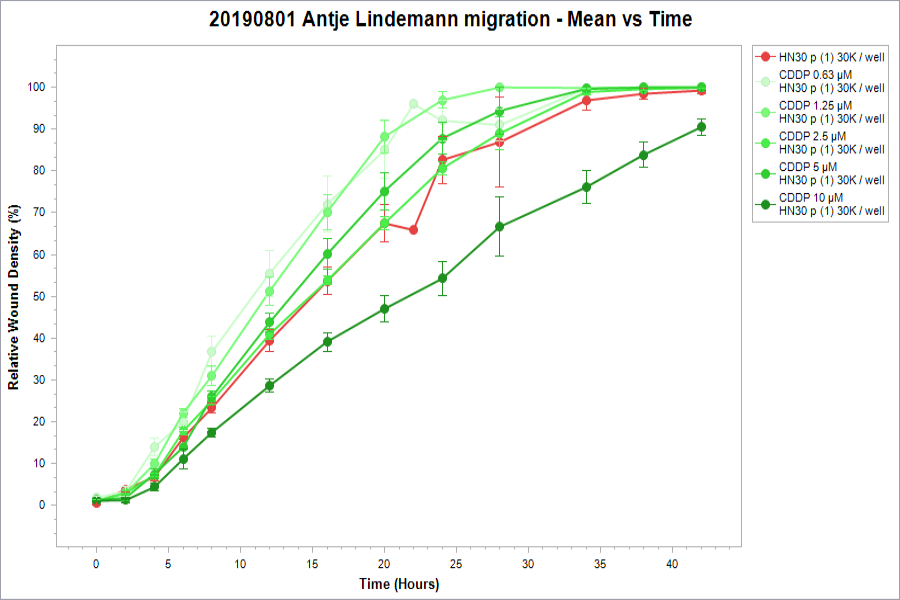 20190801 Antje Lindemann migration - Mean vs Time
HN30 p (1) 30K / well
CDDP 0.63 µM
HN30 p (1) 30K / well
CDDP 1.25 µM
HN30 p (1) 30K / well
CDDP 2.5 µM
HN30 p (1) 30K / well
CDDP 5 µM
HN30 p (1) 30K / well
CDDP 10 µM
HN30 p (1) 30K / well
Relative Wound Density (%)
100
90
80
70
60
50
40
30
20
10
0
0 5 10 15 20 25 30 35 40
Time (Hours)